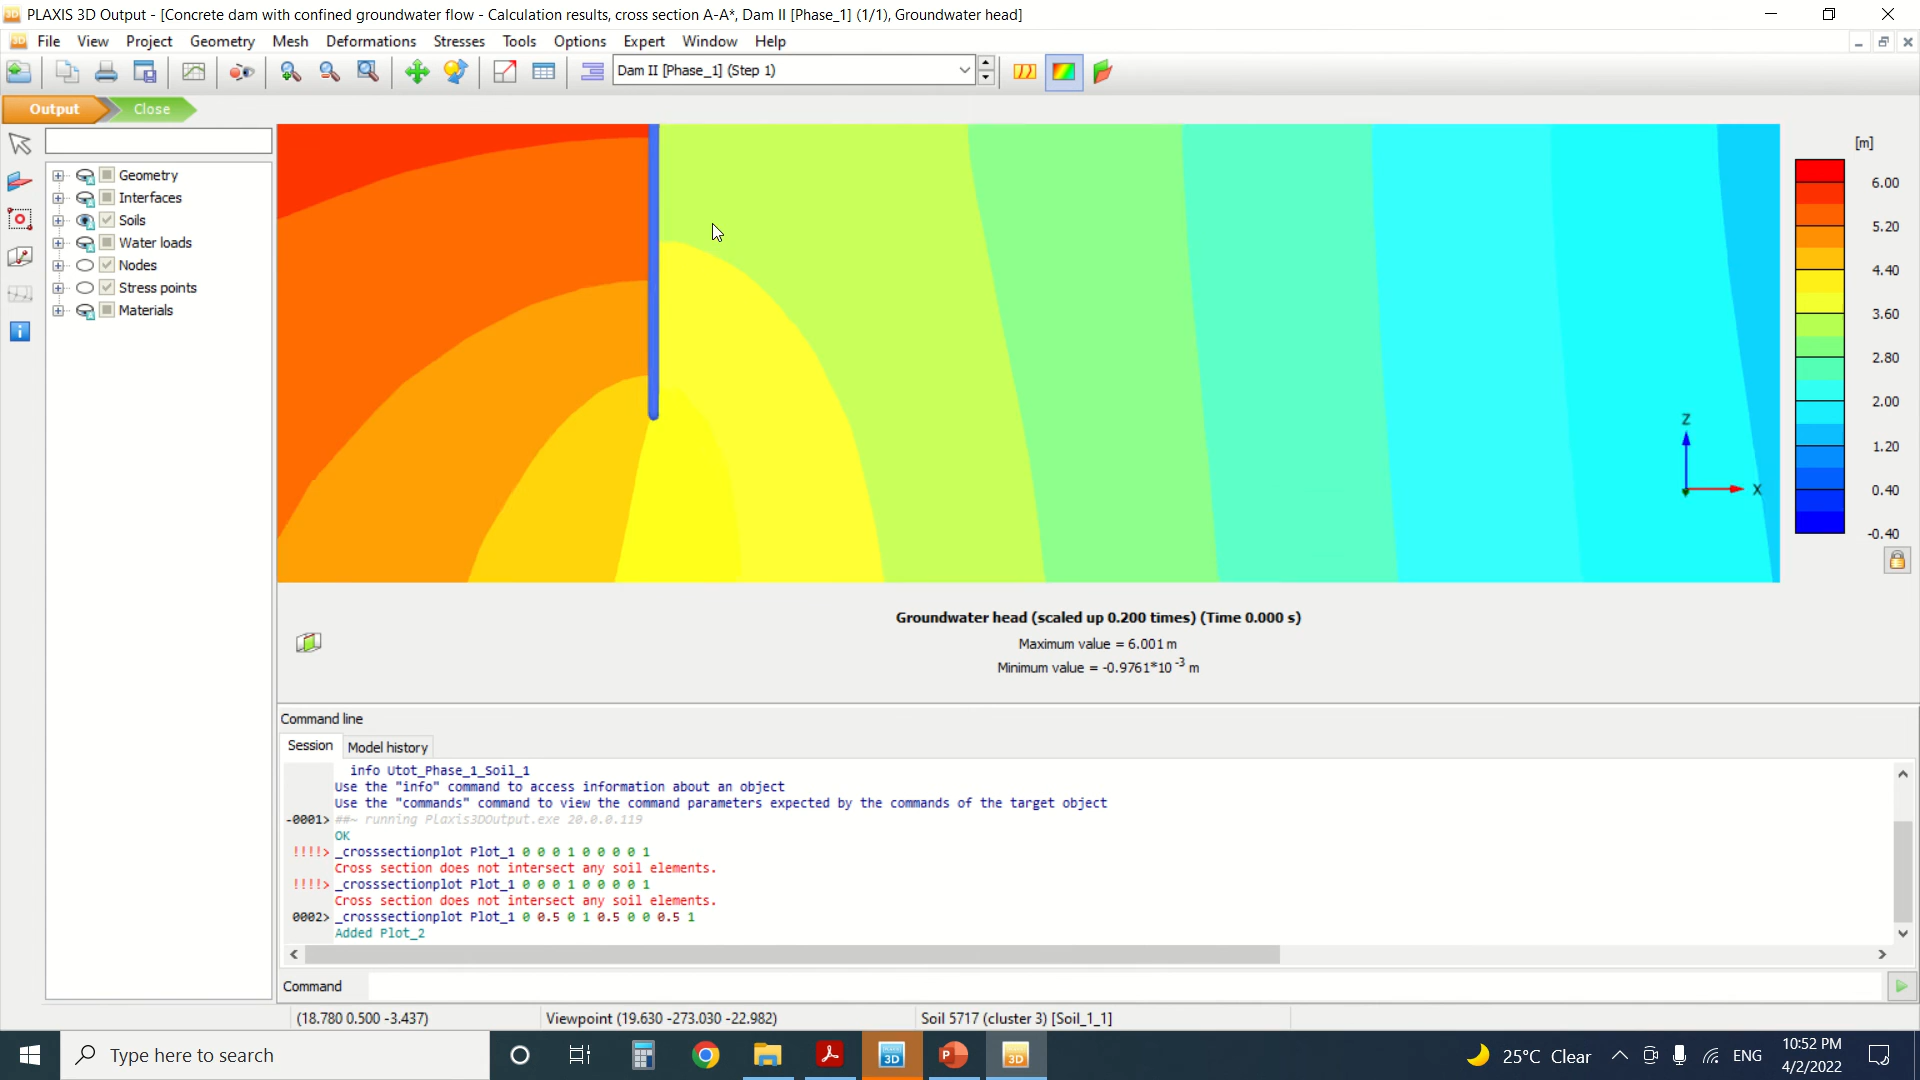 PLAXIS 3D Output - [Concrete dam with confined groundwater flow - Calculation results, cross section A-A*, Dam II [Phase_1] (1/1), Groundwater head]
File View Project Geometry Mesh Deformations Stresses Tools Options Expert Window Help
Dam II [Phase_1] (Step 1)
Output Close
Geometry
Interfaces
Soils
Water loads
Nodes
Stress points
Materials
[m]
6.00
5.20
4.40
3.60
2.80
2.00
1.20
0.40
-0.40
Z
X
Groundwater head (scaled up 0.200 times) (Time 0.000 s)
Maximum value = 6.001 m
Minimum value = -0.9761*10 -3 m
Command line
Session Model history
info Utot_Phase_1_Soil_1
Use the "info" command to access information about an object
Use the "commands" command to view the command parameters expected by the commands of the target object
-0001> ##~ running Plaxis3DOutput.exe 20.0.0.119
OK
!!!!> _crosssectionplot Plot_1 0 0 0 1 0 0 0 0 1
Cross section does not intersect any soil elements.
!!!!> _crosssectionplot Plot_1 0 0 0 1 0 0 0 0 1
Cross section does not intersect any soil elements.
0002> _crosssectionplot Plot_1 0 0.5 0 1 0.5 0 0 0.5 1
Added Plot_2
Command
(18.780 0.500 -3.437) Viewpoint (19.630 -273.030 -22.982) Soil 5717 (cluster 3) [Soil_1_1]
Type here to search
3D
P
3D
25°C Clear
ENG
10:52 PM
4/2/2022